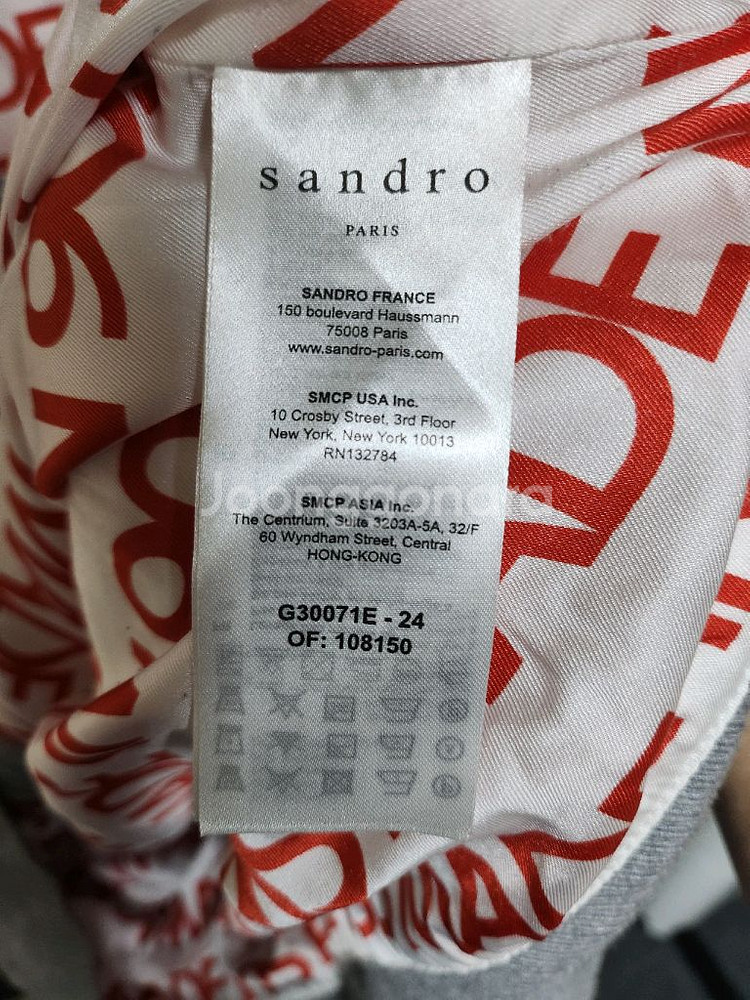 sandro
PARIS
SANDRO FRANCE
150 boulevard Haussmann
75008 Paris
www.sandro-paris.com
SMCP USA Inc.
10 Crosby Street, 3rd Floor
New York, New York 10013
RN132784
Joonggonara
SMCP ASIA Inc.
The Centrium, Suite 3203A-5A, 32/F
60 Wyndham Street, Central
HONG-KONG
G30071E - 24
OF: 108150